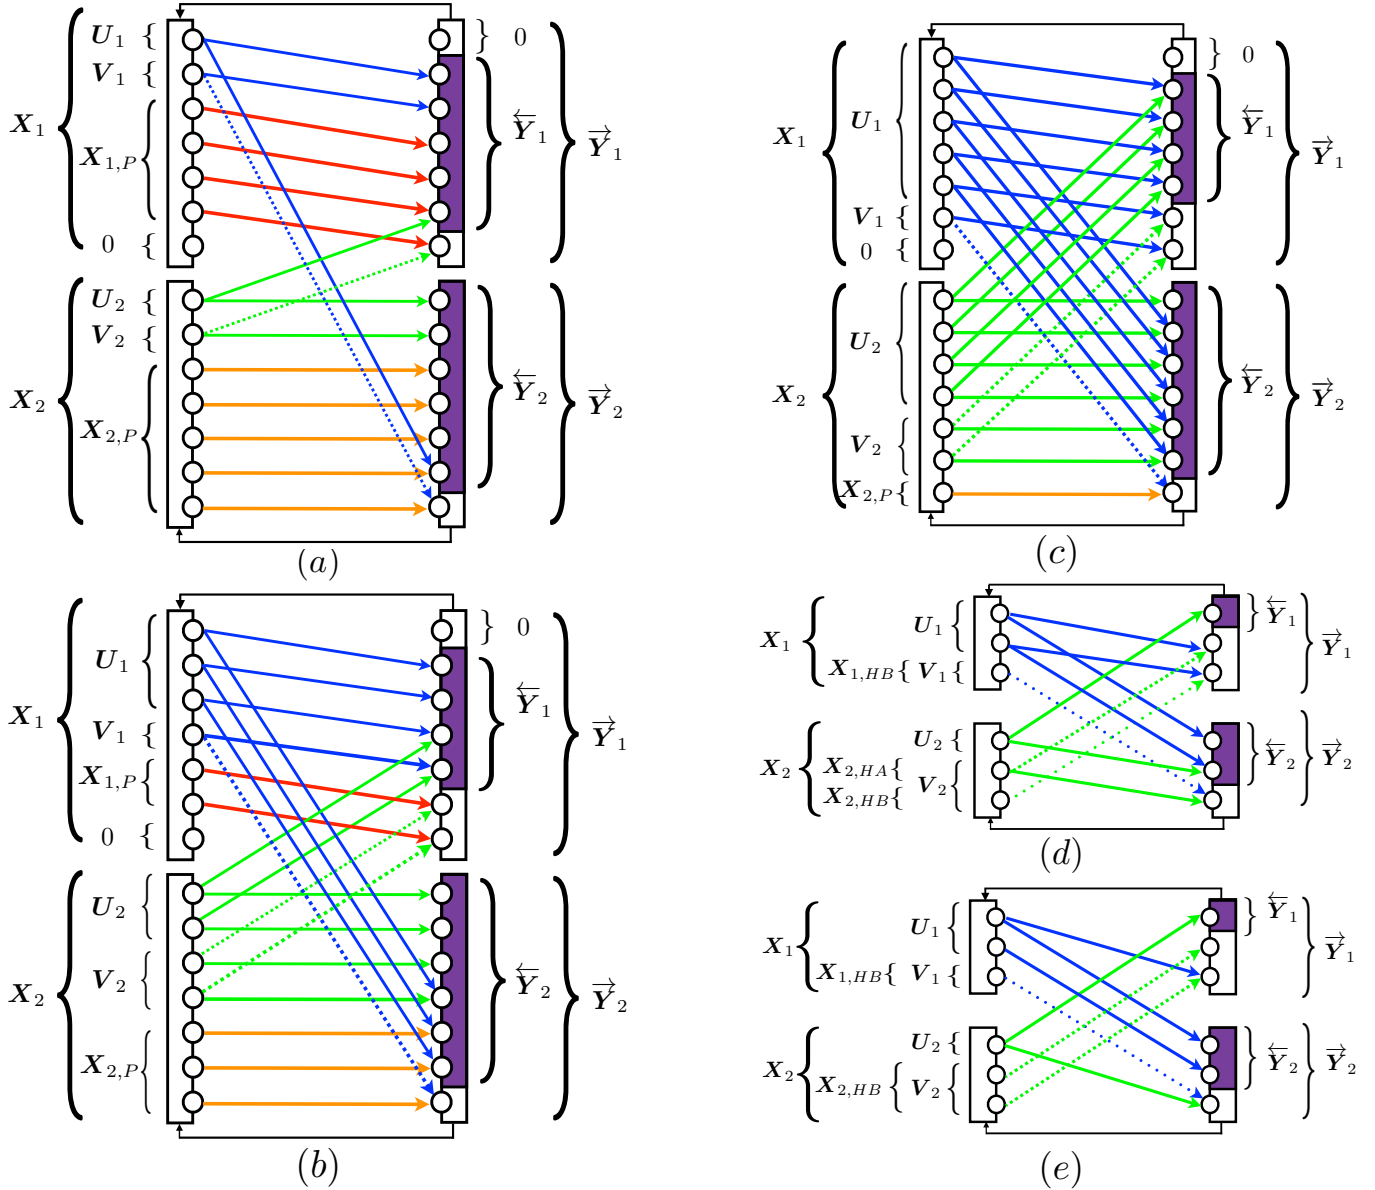 X1
U1 {
V1 {
X1,P
0 {
} 0
←Y1
→Y1
X2
U2 {
V2 {
X2,P
←Y2
→Y2
(a)
X1
U1
V1 {
X1,P
0 {
} 0
←Y1
→Y1
X2
U2
V2
X2,P
←Y2
→Y2
(b)
X1
U1
V1 {
0 {
} 0
←Y1
→Y1
X2
U2
V2
X2,P {
←Y2
→Y2
(c)
X1
U1
X1,HB { V1 {
} ←Y1
→Y1
X2
U2 {
X2,HA {
X2,HB {
V2
←Y2
→Y2
(d)
X1
U1
X1,HB { V1 {
} ←Y1
→Y1
X2
U2 {
X2,HB { V2
←Y2
→Y2
(e)